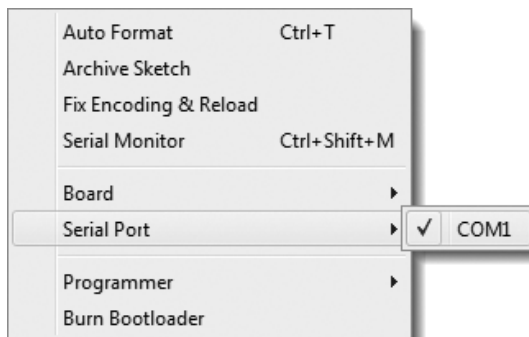 Auto Format Ctrl+T
Archive Sketch
Fix Encoding & Reload
Serial Monitor Ctrl+Shift+M
Board
Serial Port COM1
Programmer
Burn Bootloader